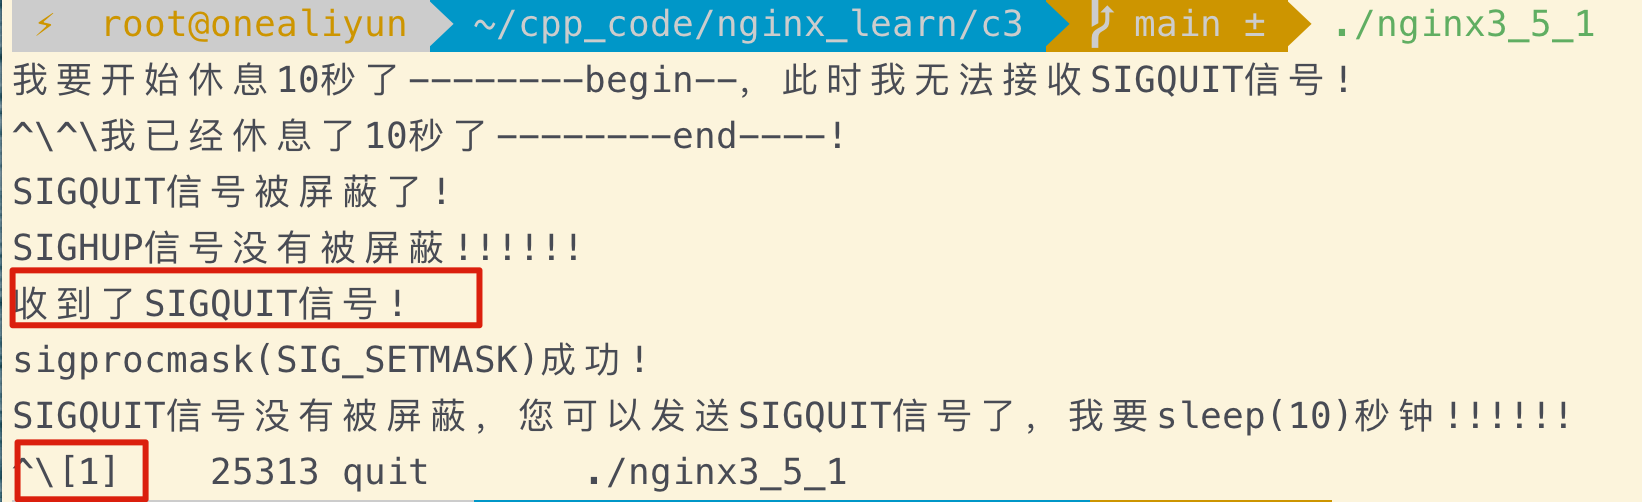 ⚡ root@onealiyun ~/cpp_code/nginx_learn/c3 main ± ./nginx3_5_1
我要开始休息10秒了--------begin--，此时我无法接收SIGQUIT信号!
^\^\我已经休息了10秒了--------end----!
SIGQUIT信号被屏蔽了!
SIGHUP信号没有被屏蔽!!!!!!
收到了SIGQUIT信号!
sigprocmask(SIG_SETMASK)成功!
SIGQUIT信号没有被屏蔽，您可以发送SIGQUIT信号了，我要sleep(10)秒钟!!!!!!
^\[1] 25313 quit ./nginx3_5_1